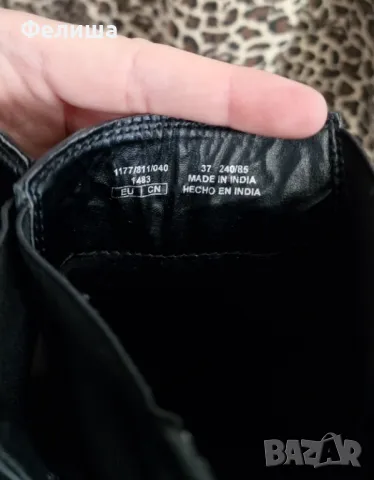 Фелиша
1177/811/040 37 240/85
1483 MADE IN INDIA
EU CN HECHO EN INDIA
BAZAR